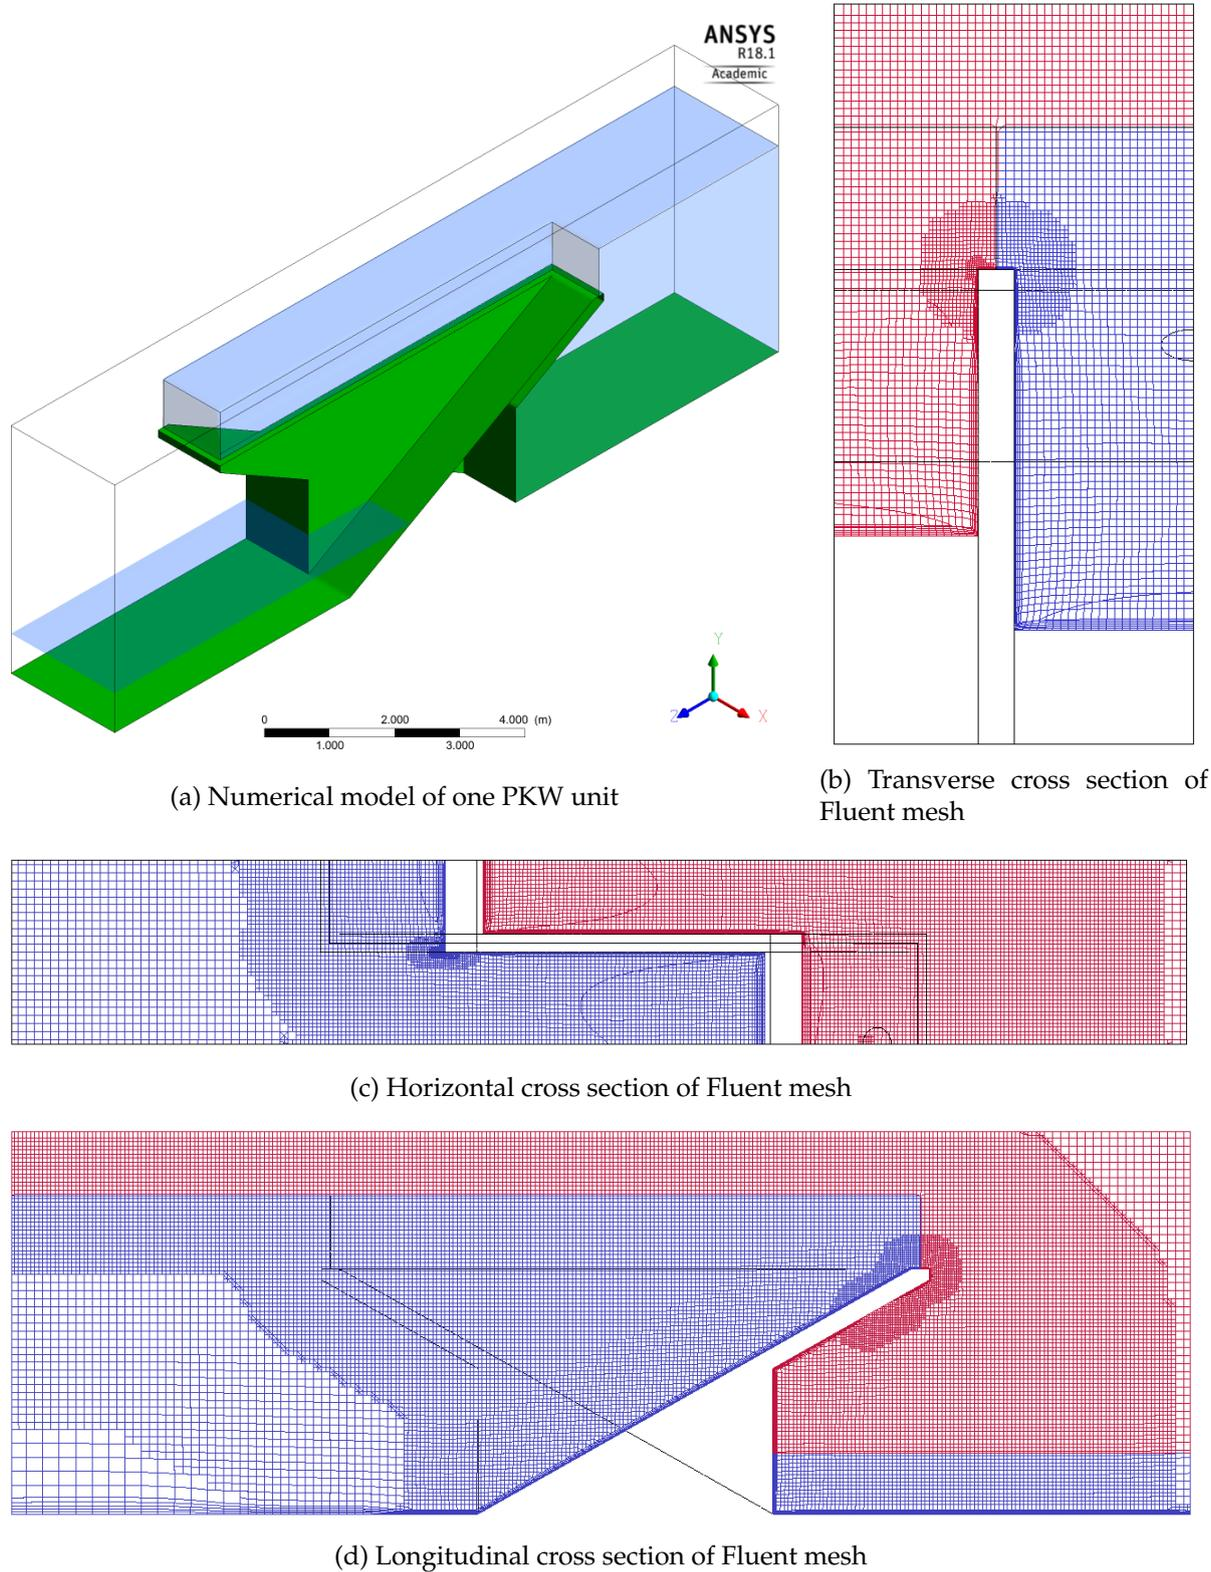 ANSYS
R18.1
Academic
Y
Z
X
0 2.000 4.000 (m)
1.000 3.000
(a) Numerical model of one PKW unit
(b) Transverse cross section of
Fluent mesh
(c) Horizontal cross section of Fluent mesh
(d) Longitudinal cross section of Fluent mesh